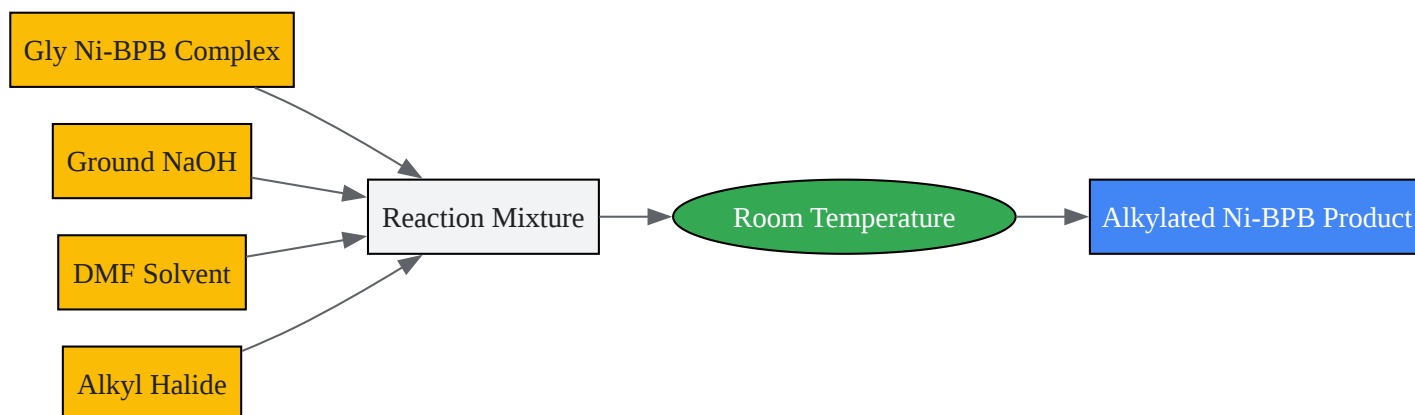 Gly Ni-BPB Complex
Ground NaOH
DMF Solvent
Alkyl Halide
Reaction Mixture
Room Temperature
Alkylated Ni-BPB Product